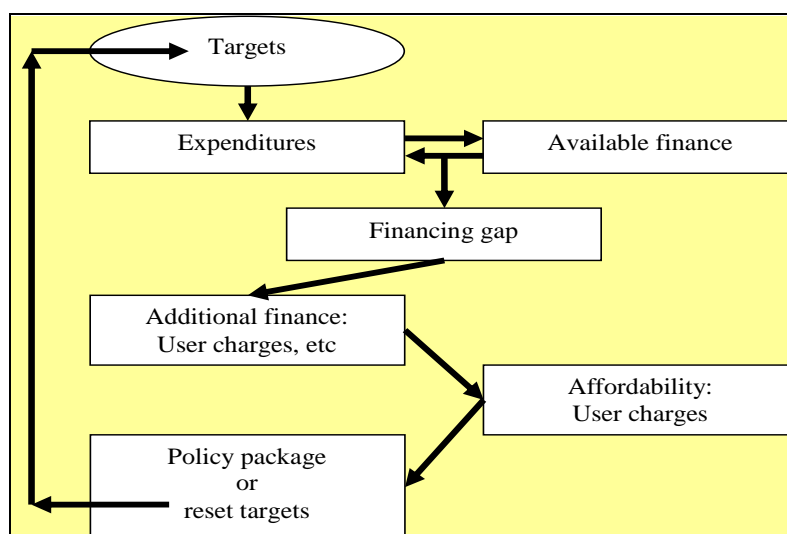 Targets
Expenditures
Available finance
Financing gap
Additional finance:
User charges, etc
Affordability:
User charges
Policy package
or
reset targets